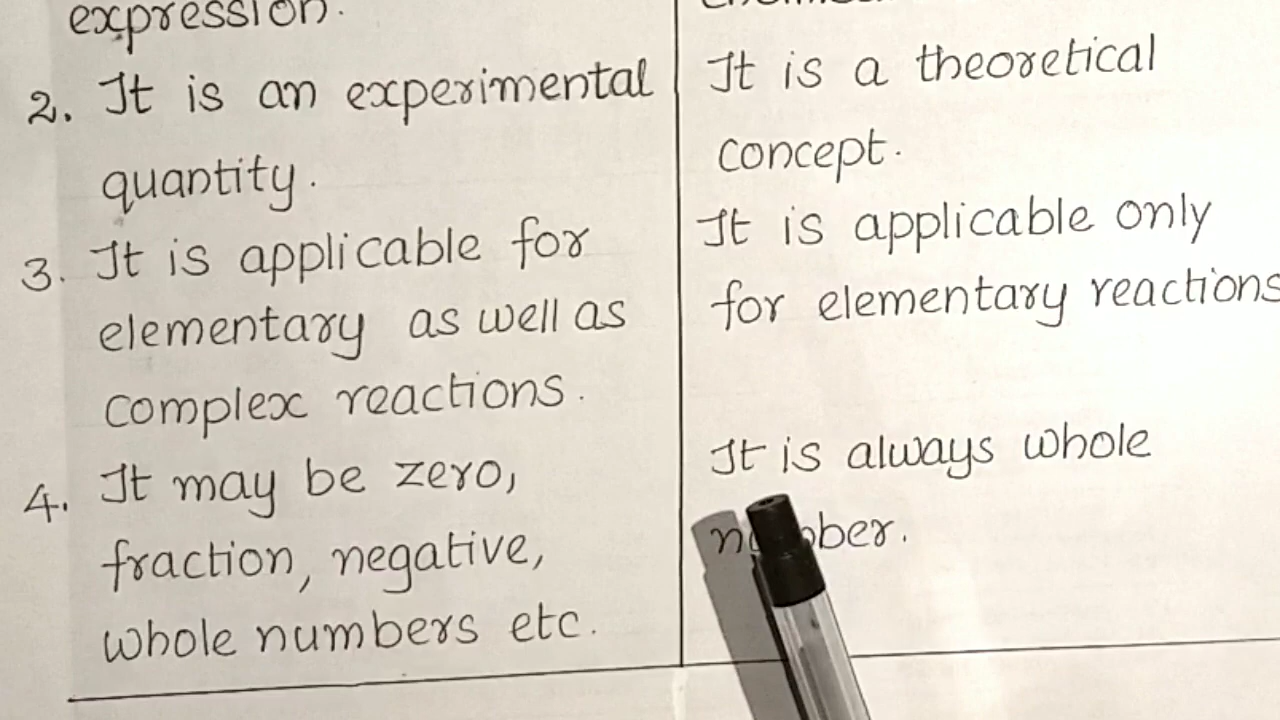 expression.
2. It is an experimental
quantity.
3. It is applicable for
elementary as well as
complex reactions.
4. It may be zero,
fraction, negative,
whole numbers etc.
It is a theoretical
concept.
It is applicable only
for elementary reactions
It is always whole